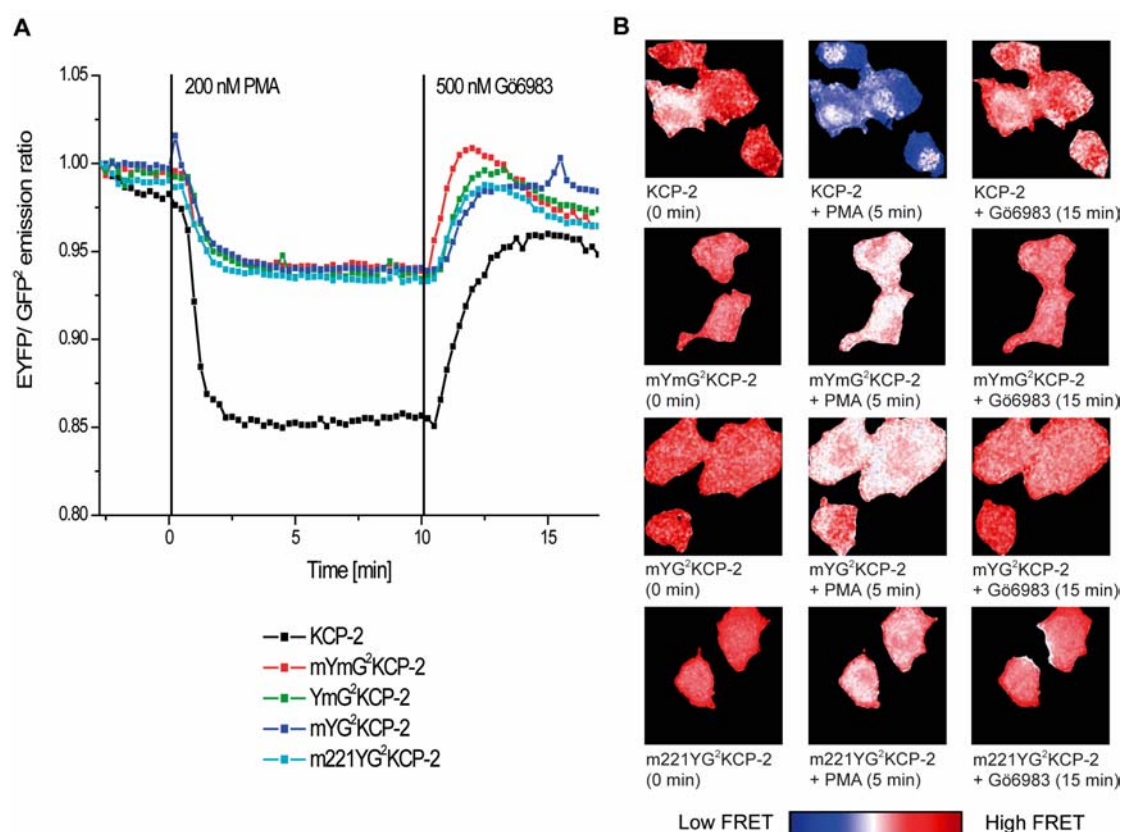 A
1.05
1.00
0.95
0.90
0.85
0.80
EYFP/ GFP² emission ratio
200 nM PMA
500 nM Gö6983
0
5
10
15
Time [min]
KCP-2
mYmG²KCP-2
YmG²KCP-2
mYG²KCP-2
m221YG²KCP-2
B
KCP-2
(0 min)
KCP-2
+ PMA (5 min)
KCP-2
+ Gö6983 (15 min)
mYmG²KCP-2
(0 min)
mYmG²KCP-2
+ PMA (5 min)
mYmG²KCP-2
+ Gö6983 (15 min)
mYG²KCP-2
(0 min)
mYG²KCP-2
+ PMA (5 min)
mYG²KCP-2
+ Gö6983 (15 min)
m221YG²KCP-2
(0 min)
m221YG²KCP-2
+ PMA (5 min)
m221YG²KCP-2
+ Gö6983 (15 min)
Low FRET
High FRET